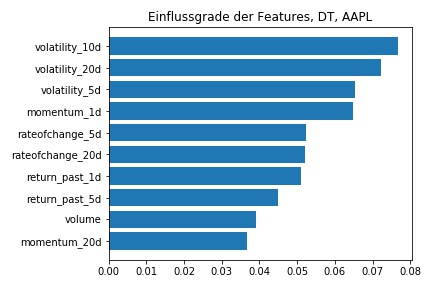 Einflussgrade der Features, DT, AAPL
volatility_10d
volatility_20d
volatility_5d
momentum_1d
rateofchange_5d
rateofchange_20d
return_past_1d
return_past_5d
volume
momentum_20d
0.00 0.01 0.02 0.03 0.04 0.05 0.06 0.07 0.08